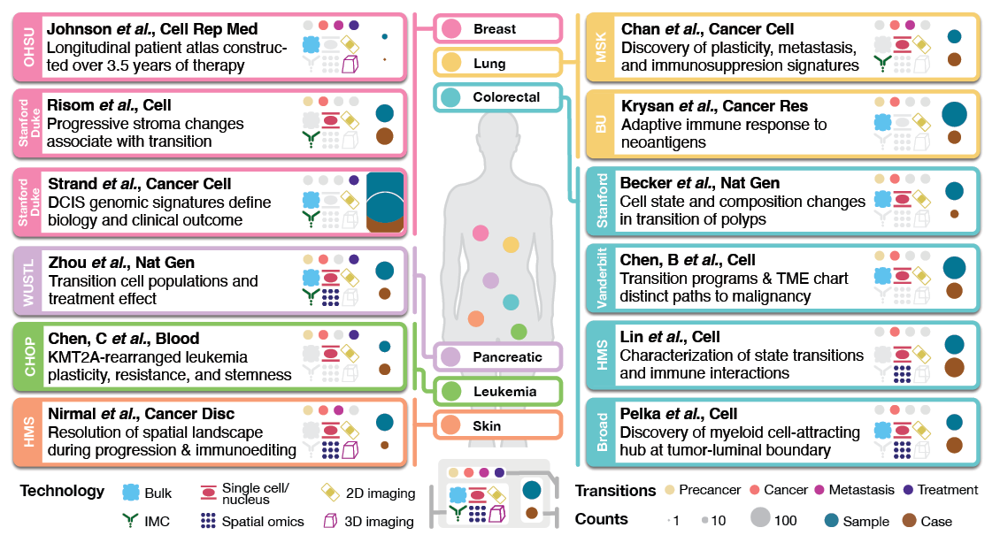 OHSU
Johnson et al., Cell Rep Med
Longitudinal patient atlas construc-
ted over 3.5 years of therapy
Stanford
Duke
Risom et al., Cell
Progressive stroma changes
associate with transition
Stanford
Duke
Strand et al., Cancer Cell
DCIS genomic signatures define
biology and clinical outcome
WUSTL
Zhou et al., Nat Gen
Transition cell populations and
treatment effect
CHOP
Chen, C et al., Blood
KMT2A-rearranged leukemia
plasticity, resistance, and stemness
HMS
Nirmal et al., Cancer Disc
Resolution of spatial landscape
during progression & immunoediting
Breast
Lung
Colorectal
Pancreatic
Leukemia
Skin
MSK
Chan et al., Cancer Cell
Discovery of plasticity, metastasis,
and immunosuppresion signatures
BU
Krysan et al., Cancer Res
Adaptive immune response to
neoantigens
Stanford
Becker et al., Nat Gen
Cell state and composition changes
in transition of polyps
Vanderbilt
Chen, B et al., Cell
Transition programs & TME chart
distinct paths to malignancy
HMS
Lin et al., Cell
Characterization of state transitions
and immune interactions
Broad
Pelka et al., Cell
Discovery of myeloid cell-attracting
hub at tumor-luminal boundary
Technology
Bulk
Single cell/
nucleus
2D imaging
IMC
Spatial omics
3D imaging
Transitions
Precancer
Cancer
Metastasis
Treatment
Counts
1
10
100
Sample
Case